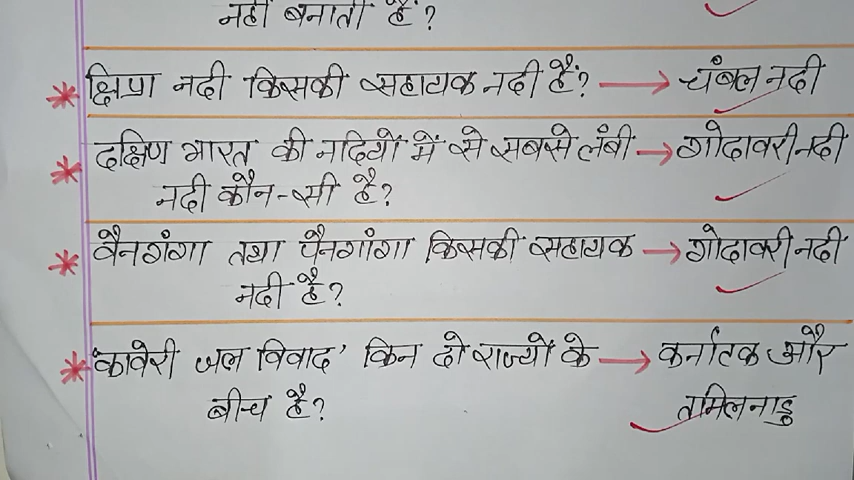 नहीं बनाती है?
क्षिप्रा नदी किसकी सहायक नदी है? → चंबल नदी
दक्षिण भारत की नदियों में से सबसे लंबी → गोदावरी नदी
नदी कौन-सी है?
वैनगंगा तथा पैनगंगा किसकी सहायक → गोदावरी नदी
नदी है?
'कावेरी जल विवाद' किन दो राज्यों के → कर्नाटक और
बीच है? तामिलनाडु